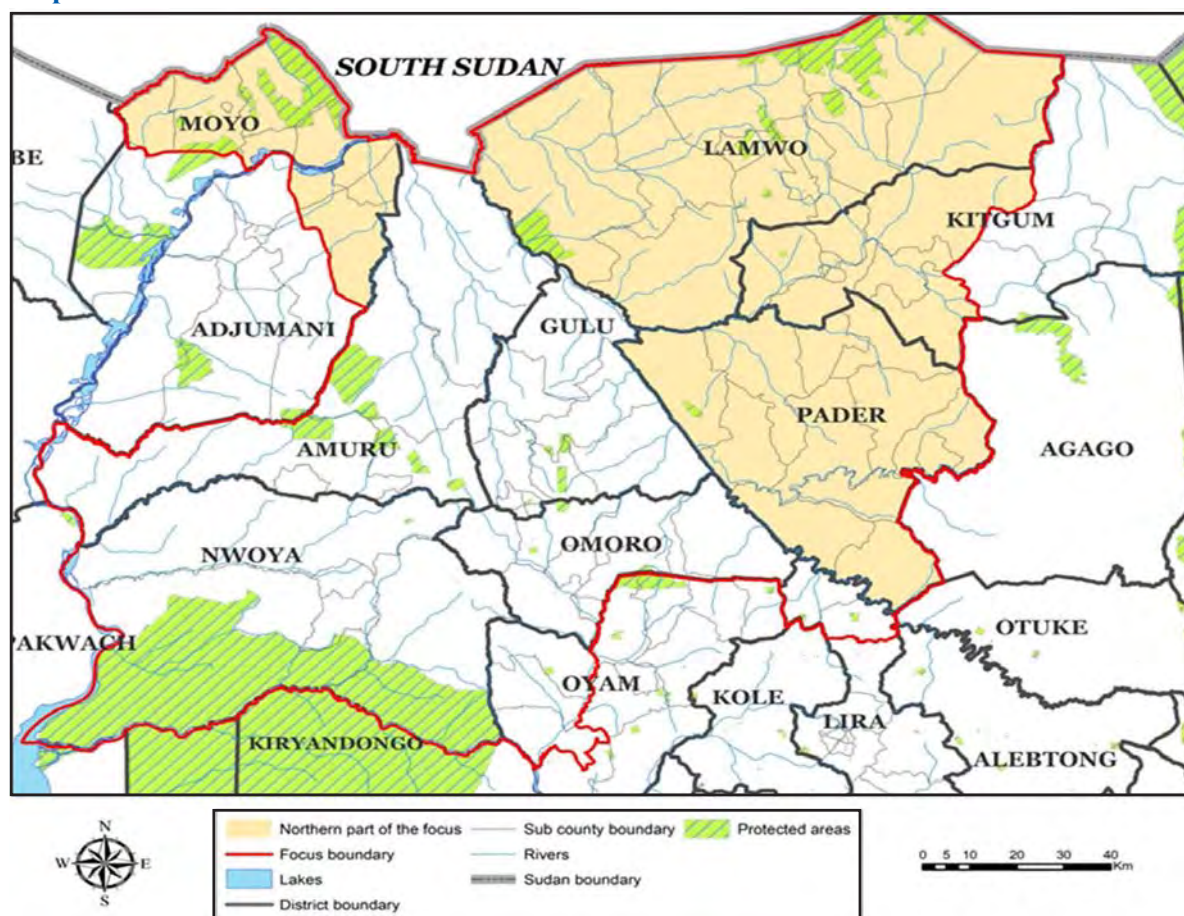 SOUTH SUDAN
MOYO
LAMWO
BE
KITGUM
ADJUMANI
GULU
PADER
AMURU
AGAGO
NWOYA
OMORO
PAKWACH
OTUKE
OYAM
KOLE
LIRA
KIRYANDONGO
ALEBTONG
Northern part of the focus
Sub county boundary
Protected areas
Focus boundary
Rivers
Lakes
Sudan boundary
District boundary
N
W E
S
0 5 10 20 30 40
Km